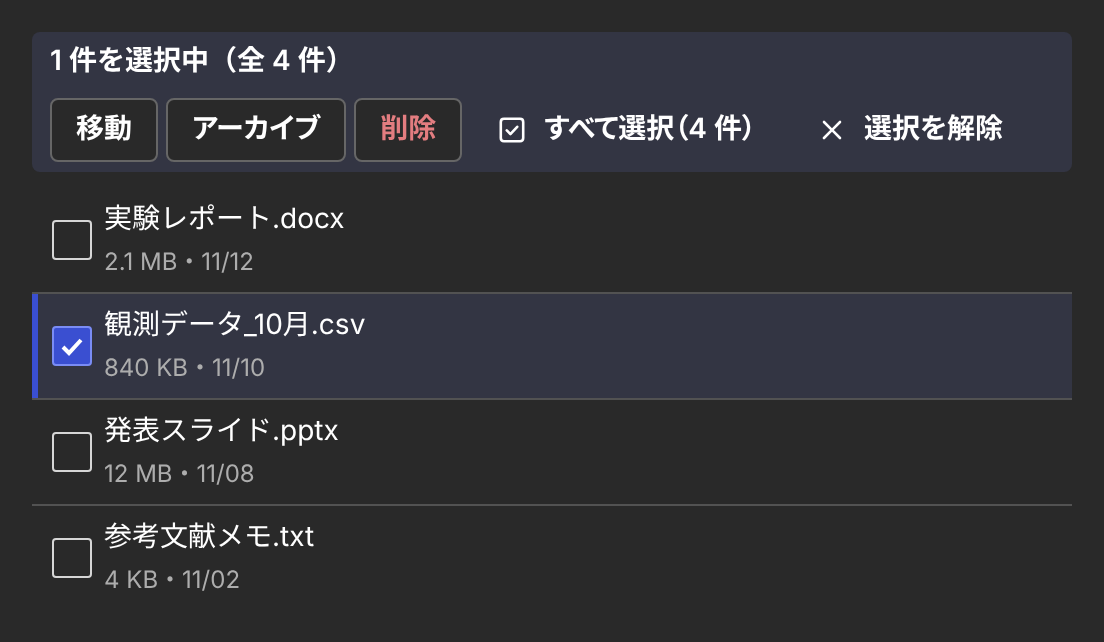 1 件を選択中（全 4 件）
移動 アーカイブ 削除 すべて選択（4 件） 選択を解除
実験レポート.docx
2.1 MB・11/12
観測データ_10月.csv
840 KB・11/10
発表スライド.pptx
12 MB・11/08
参考文献メモ.txt
4 KB・11/02